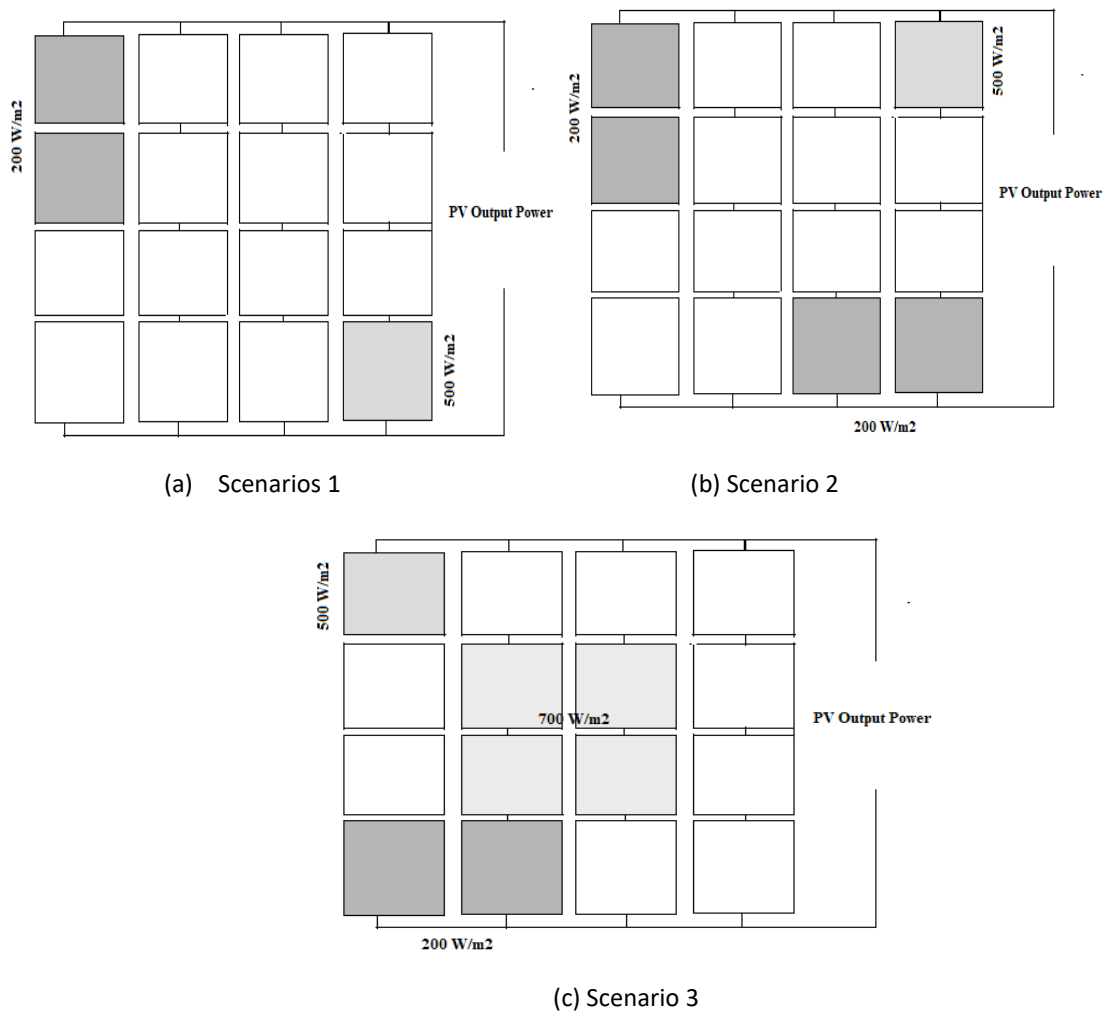 200 W/m2
PV Output Power
500 W/m2
(a) Scenarios 1
200 W/m2
500 W/m2
PV Output Power
200 W/m2
(b) Scenario 2
500 W/m2
700 W/m2
PV Output Power
200 W/m2
(c) Scenario 3